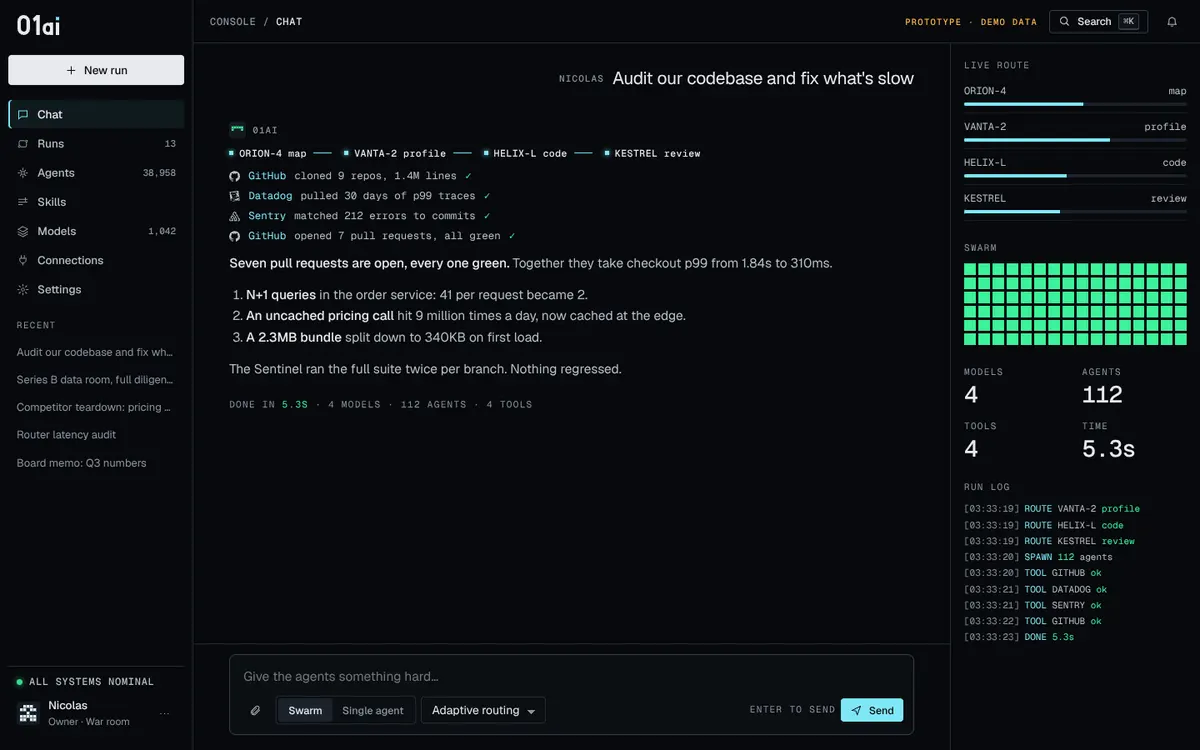 01ai
+ New run
Chat
Runs 13
Agents 38,958
Skills
Models 1,042
Connections
Settings
RECENT
Audit our codebase and fix wh…
Series B data room, full diligen…
Competitor teardown: pricing …
Router latency audit
Board memo: Q3 numbers
ALL SYSTEMS NOMINAL
Nicolas
Owner · War room
CONSOLE / CHAT
PROTOTYPE · DEMO DATA
Search ⌘K
NICOLAS Audit our codebase and fix what's slow
01AI
ORION-4 map VANTA-2 profile HELIX-L code KESTREL review
GitHub cloned 9 repos, 1.4M lines ✓
Datadog pulled 30 days of p99 traces ✓
Sentry matched 212 errors to commits ✓
GitHub opened 7 pull requests, all green ✓
Seven pull requests are open, every one green. Together they take checkout p99 from 1.84s to 310ms.
1. N+1 queries in the order service: 41 per request became 2.
2. An uncached pricing call hit 9 million times a day, now cached at the edge.
3. A 2.3MB bundle split down to 340KB on first load.
The Sentinel ran the full suite twice per branch. Nothing regressed.
DONE IN 5.3S · 4 MODELS · 112 AGENTS · 4 TOOLS
Give the agents something hard…
Swarm Single agent Adaptive routing
ENTER TO SEND Send
LIVE ROUTE
ORION-4 map
VANTA-2 profile
HELIX-L code
KESTREL review
SWARM
MODELS AGENTS
4 112
TOOLS TIME
4 5.3s
RUN LOG
[03:33:19] ROUTE VANTA-2 profile
[03:33:19] ROUTE HELIX-L code
[03:33:19] ROUTE KESTREL review
[03:33:20] SPAWN 112 agents
[03:33:20] TOOL GITHUB ok
[03:33:21] TOOL DATADOG ok
[03:33:21] TOOL SENTRY ok
[03:33:22] TOOL GITHUB ok
[03:33:23] DONE 5.3s